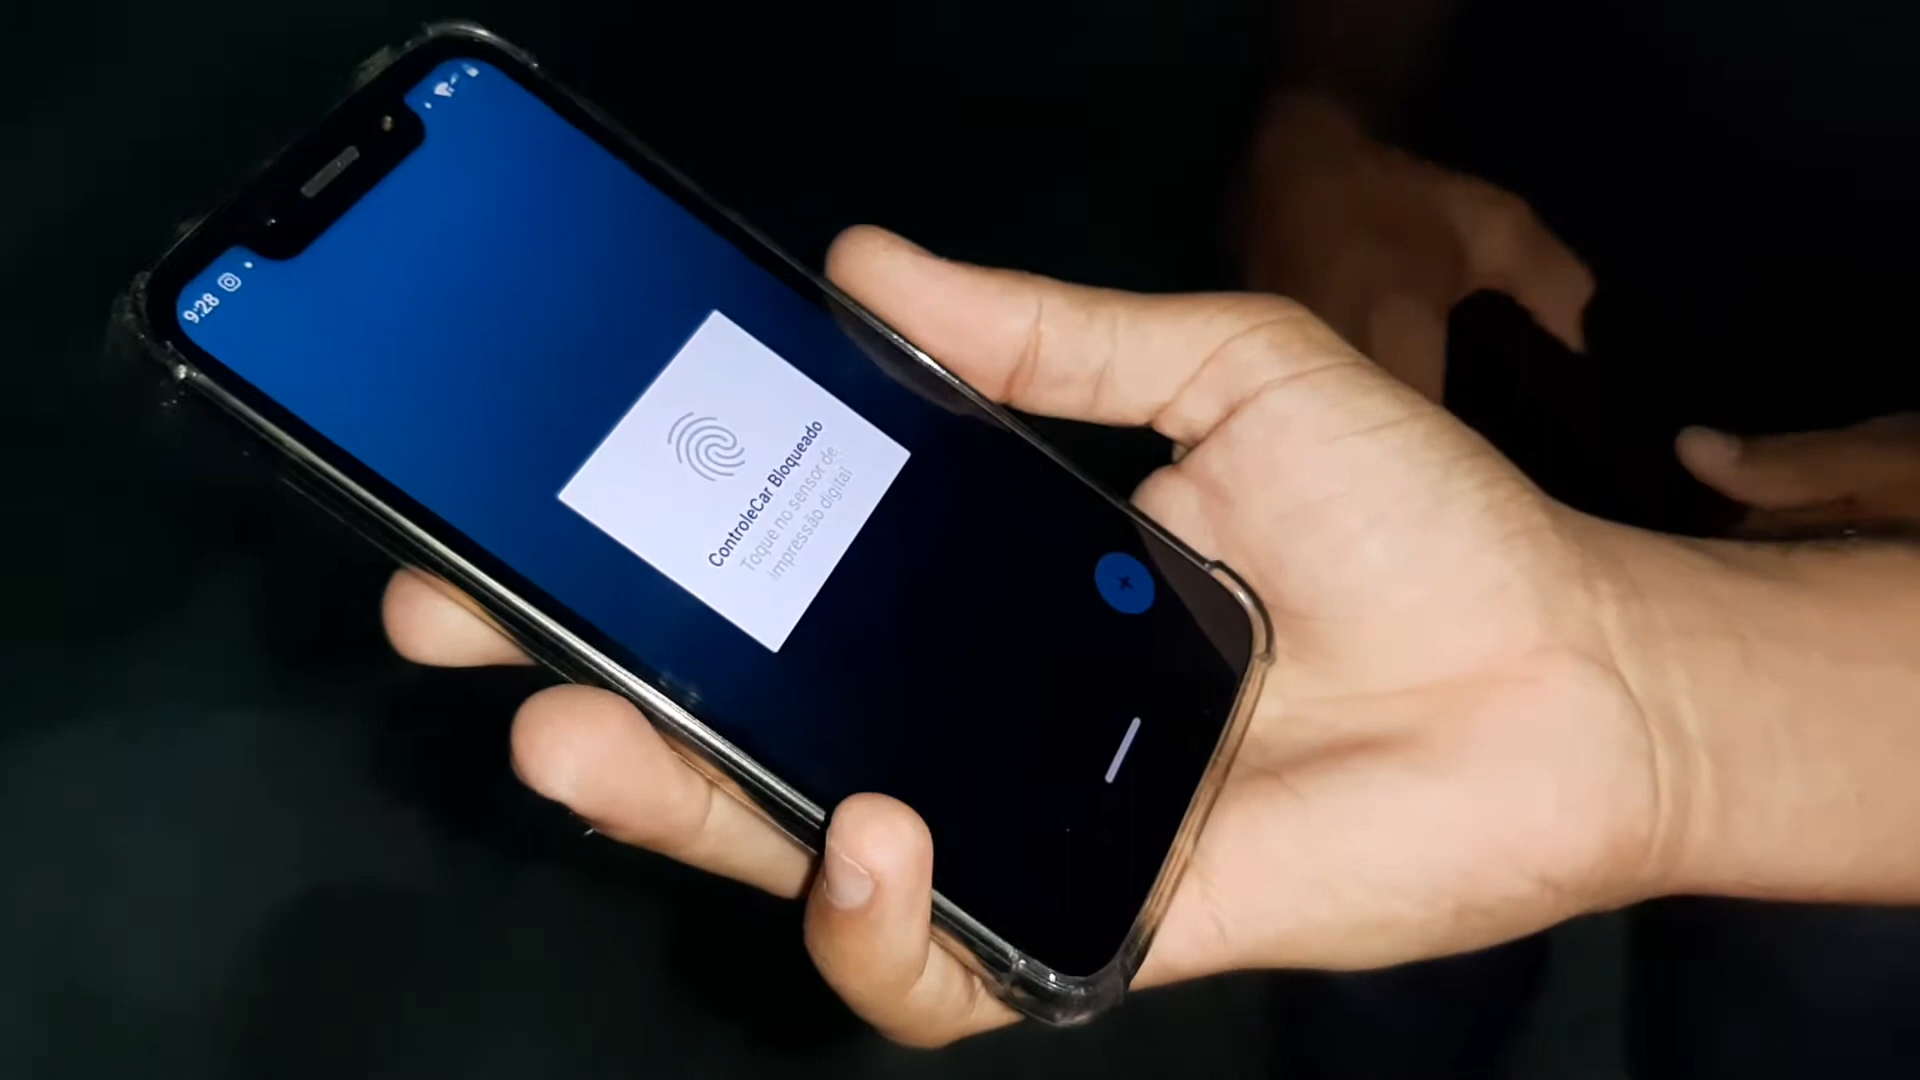 9:28
ControleCar Bloqueado
Toque no sensor de
impressão digital